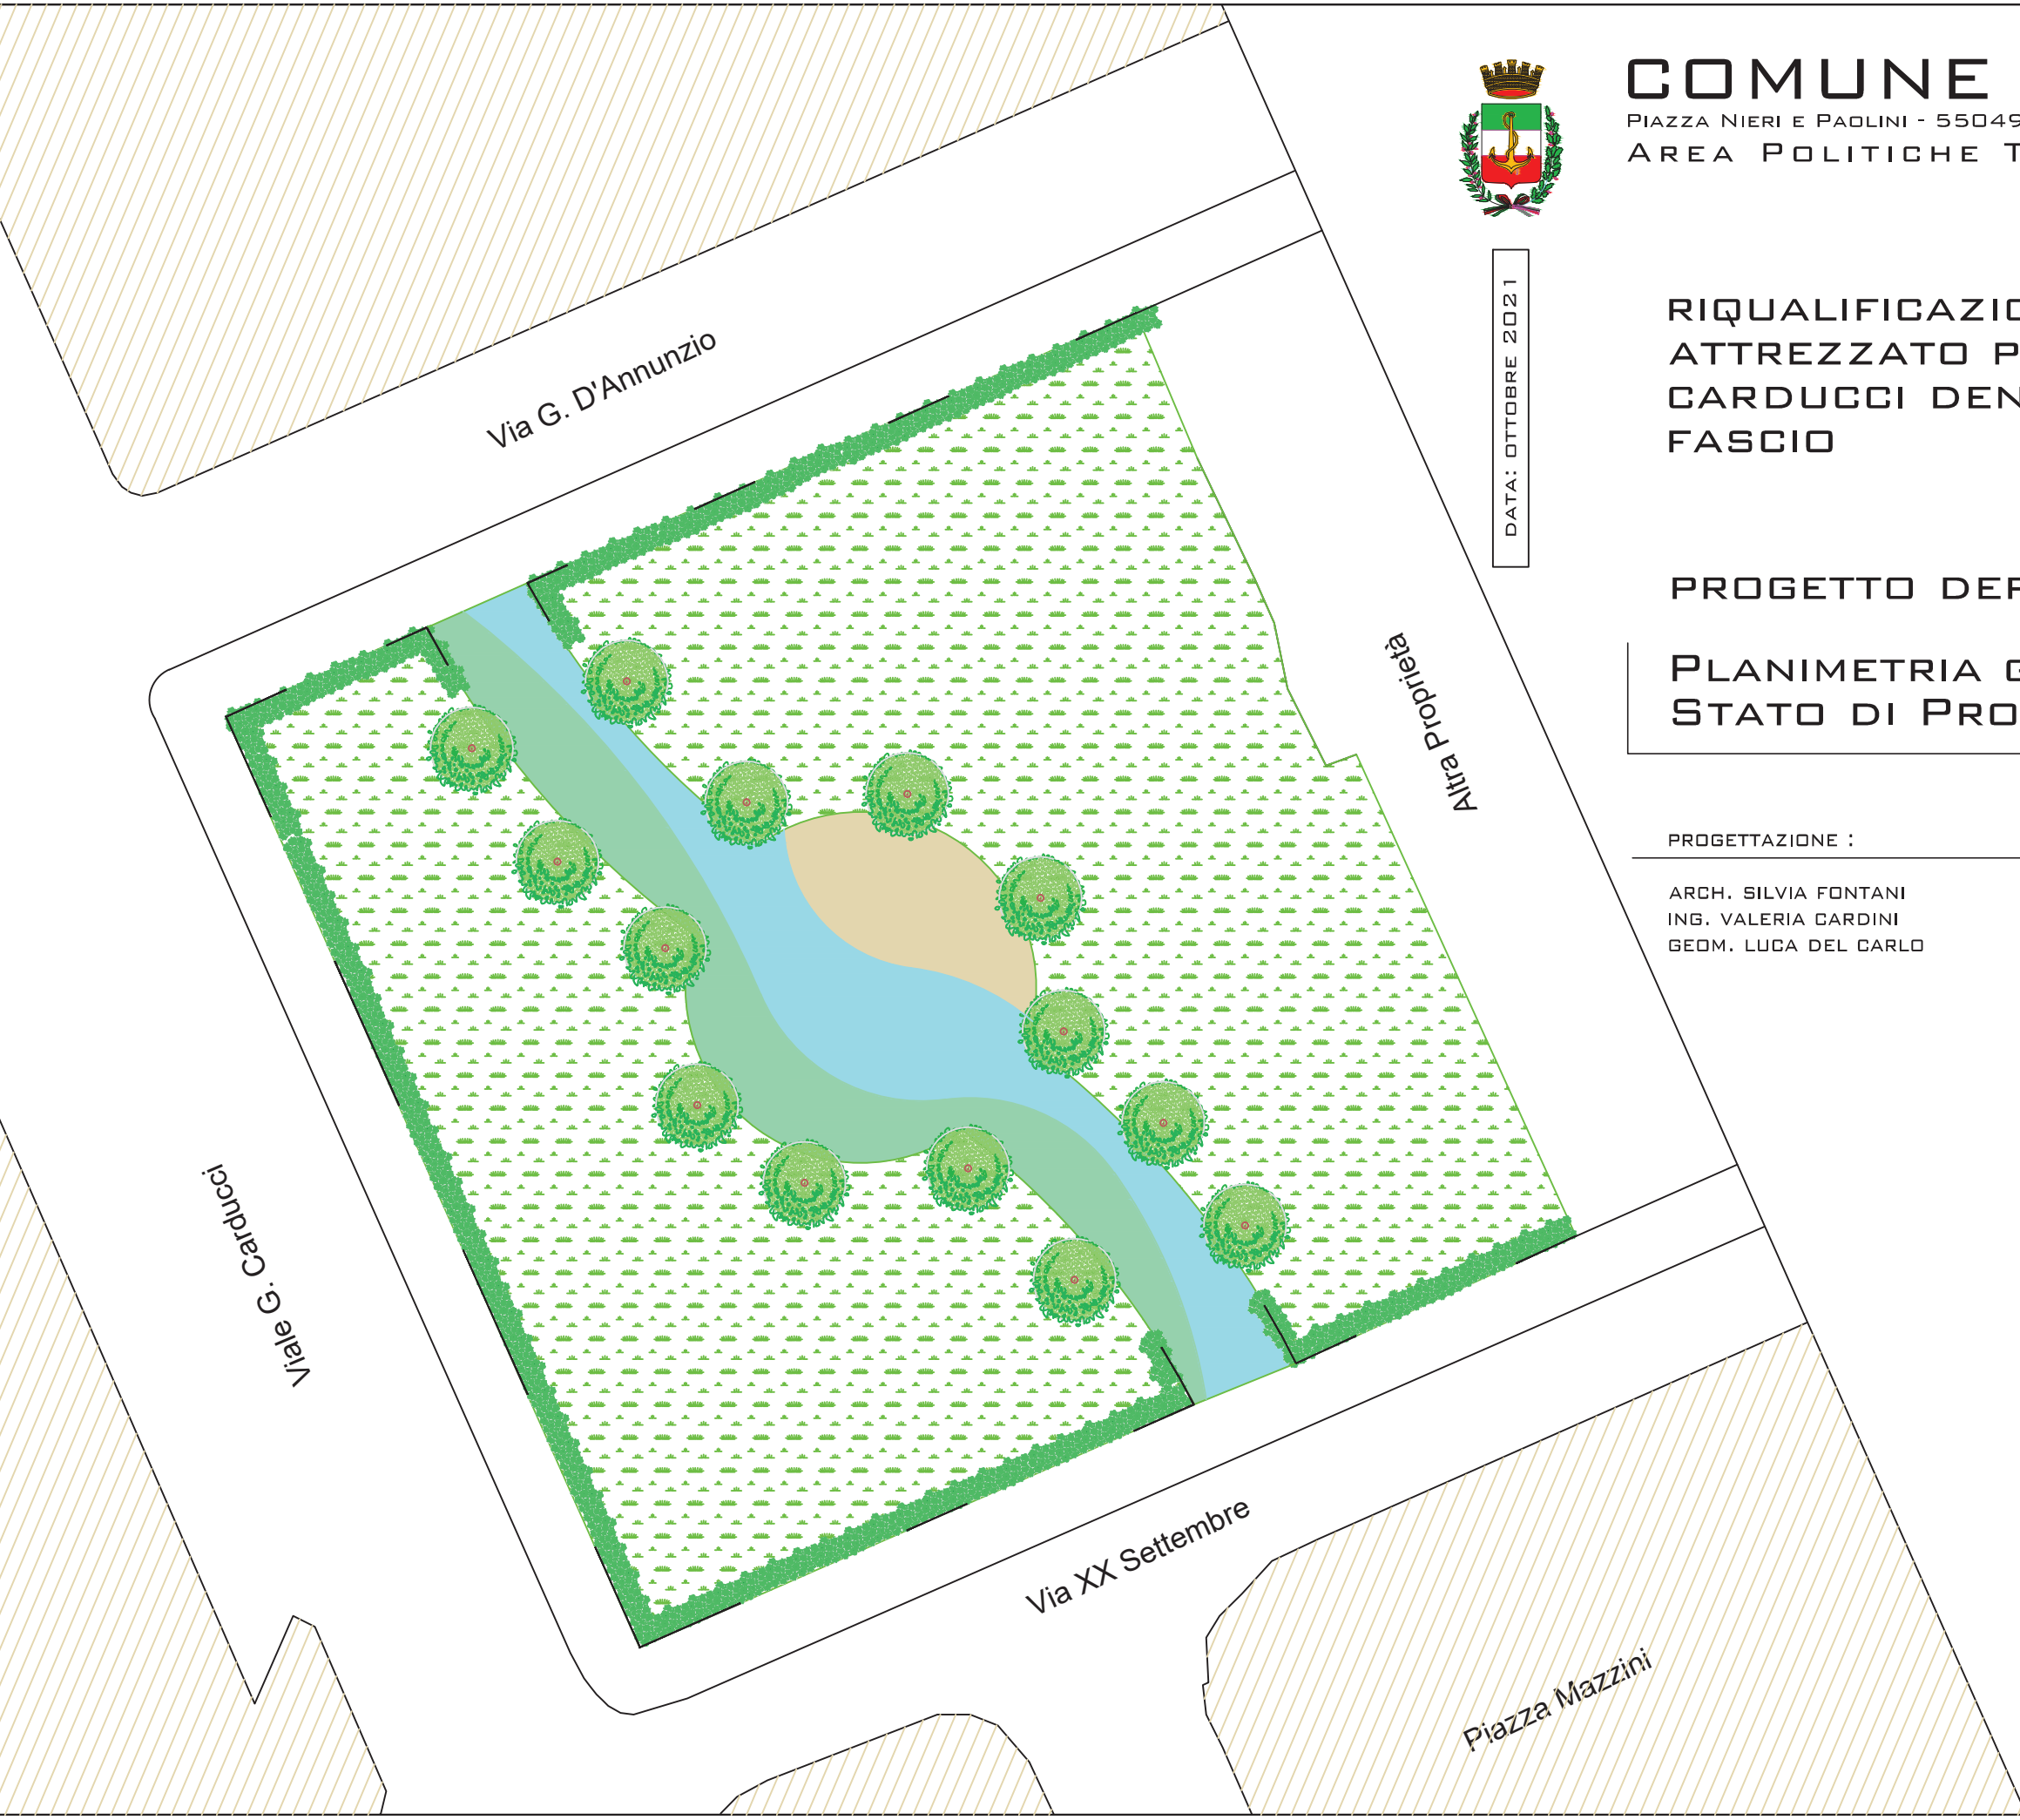 COMUNE
PIAZZA NIERI E PAOLINI - 55049
AREA POLITICHE T
DATA: OTTOBRE 2021
RIQUALIFICAZIO
ATTREZZATO P
CARDUCCI DEN
FASCIO
PROGETTO DEF
PLANIMETRIA G
STATO DI PRO
PROGETTAZIONE :
ARCH. SILVIA FONTANI
ING. VALERIA CARDINI
GEOM. LUCA DEL CARLO
Via G. D'Annunzio
Altra Proprietà
Viale G. Carducci
Via XX Settembre
Piazza Mazzini